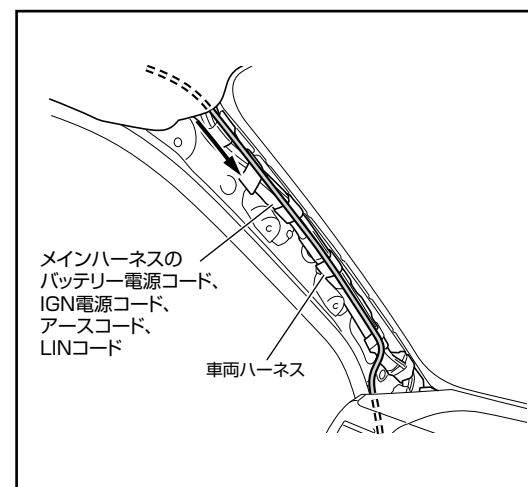 メインハーネスの
バッテリー電源コード、
IGN電源コード、
アースコード、
LINコード
車両ハーネス